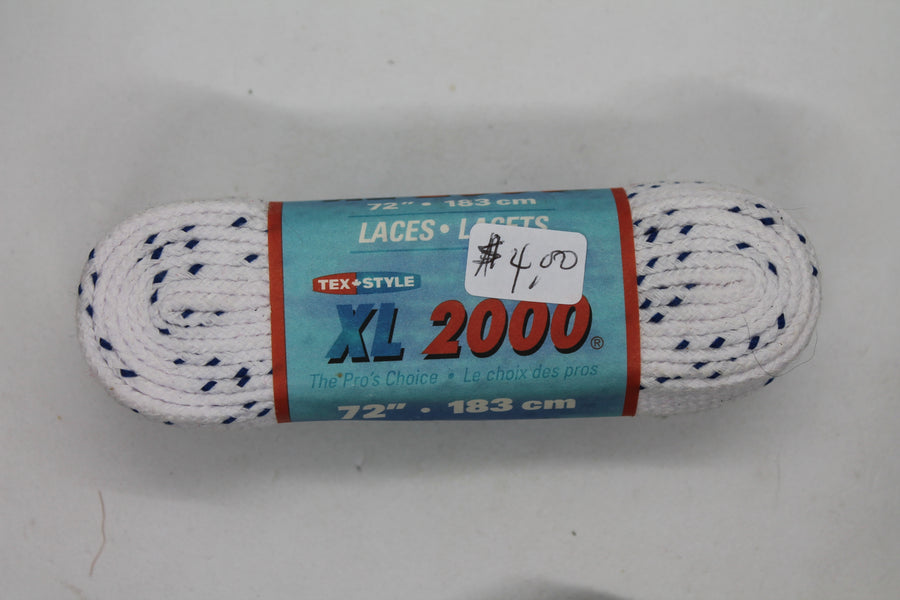 72" • 183 cm
LACES • LACETS
$4,00
TEX STYLE
XL 2000®
The Pro's Choice • Le choix des pros
72" • 183 cm